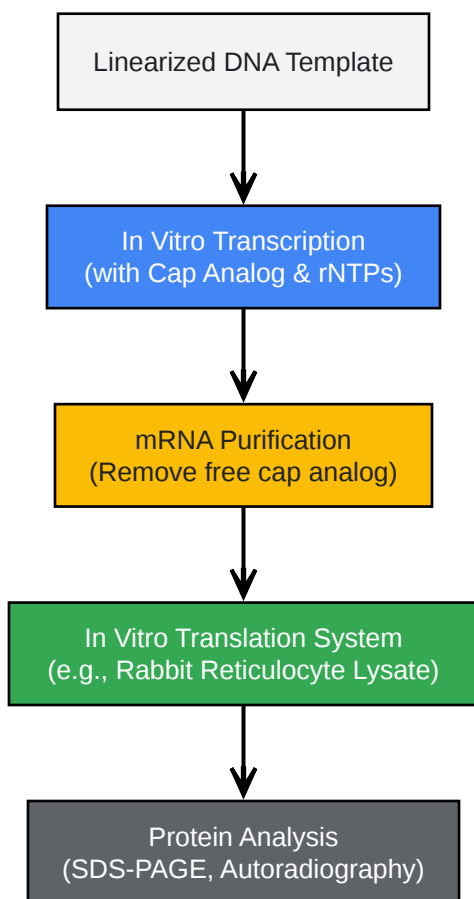 Linearized DNA Template
In Vitro Transcription
(with Cap Analog & rNTPs)
mRNA Purification
(Remove free cap analog)
In Vitro Translation System
(e.g., Rabbit Reticulocyte Lysate)
Protein Analysis
(SDS-PAGE, Autoradiography)